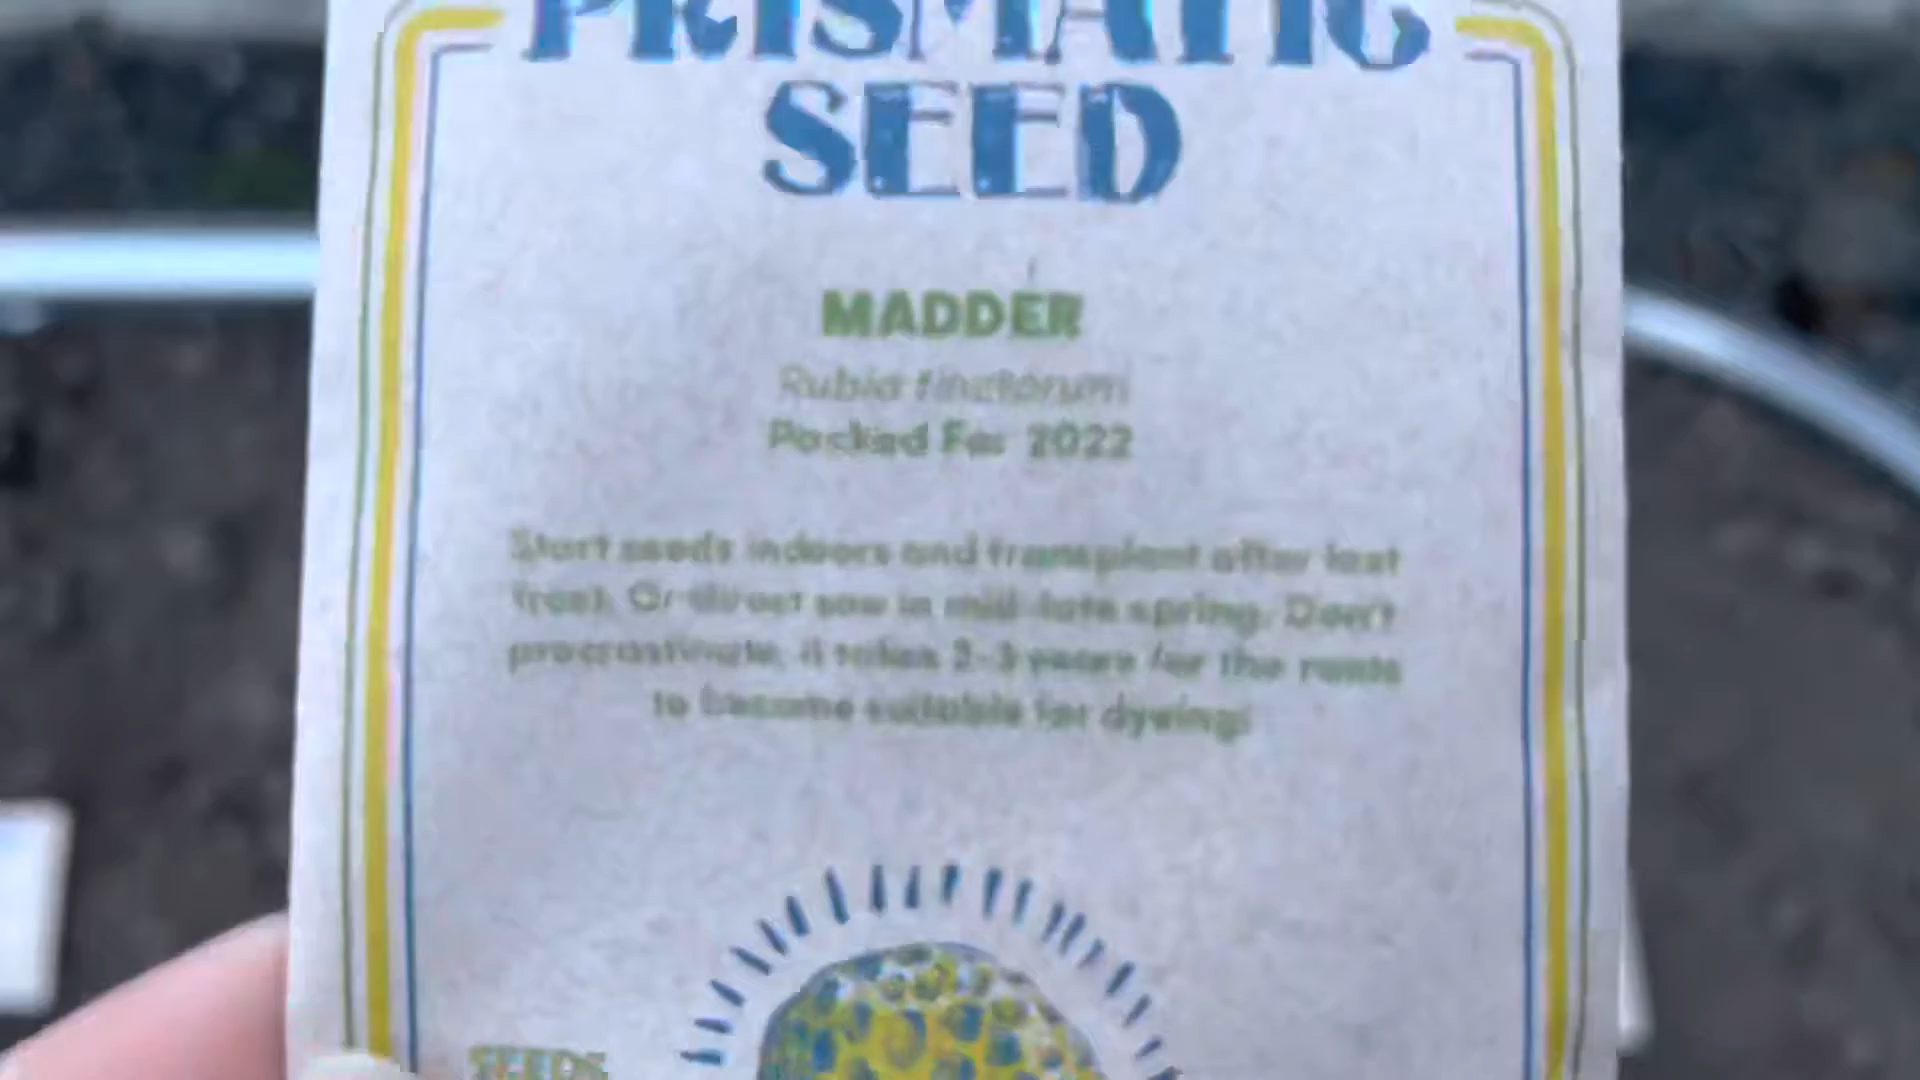 PRISMATIC
SEED
MADDER
Rubia tinctorum
Packed For 2022
Start seeds indoors and transplant after last
frost. Or direct sow in mid-late spring. Don't
procrastinate, it takes 2-3 years for the roots
to become suitable for dyeing!
SEEDS